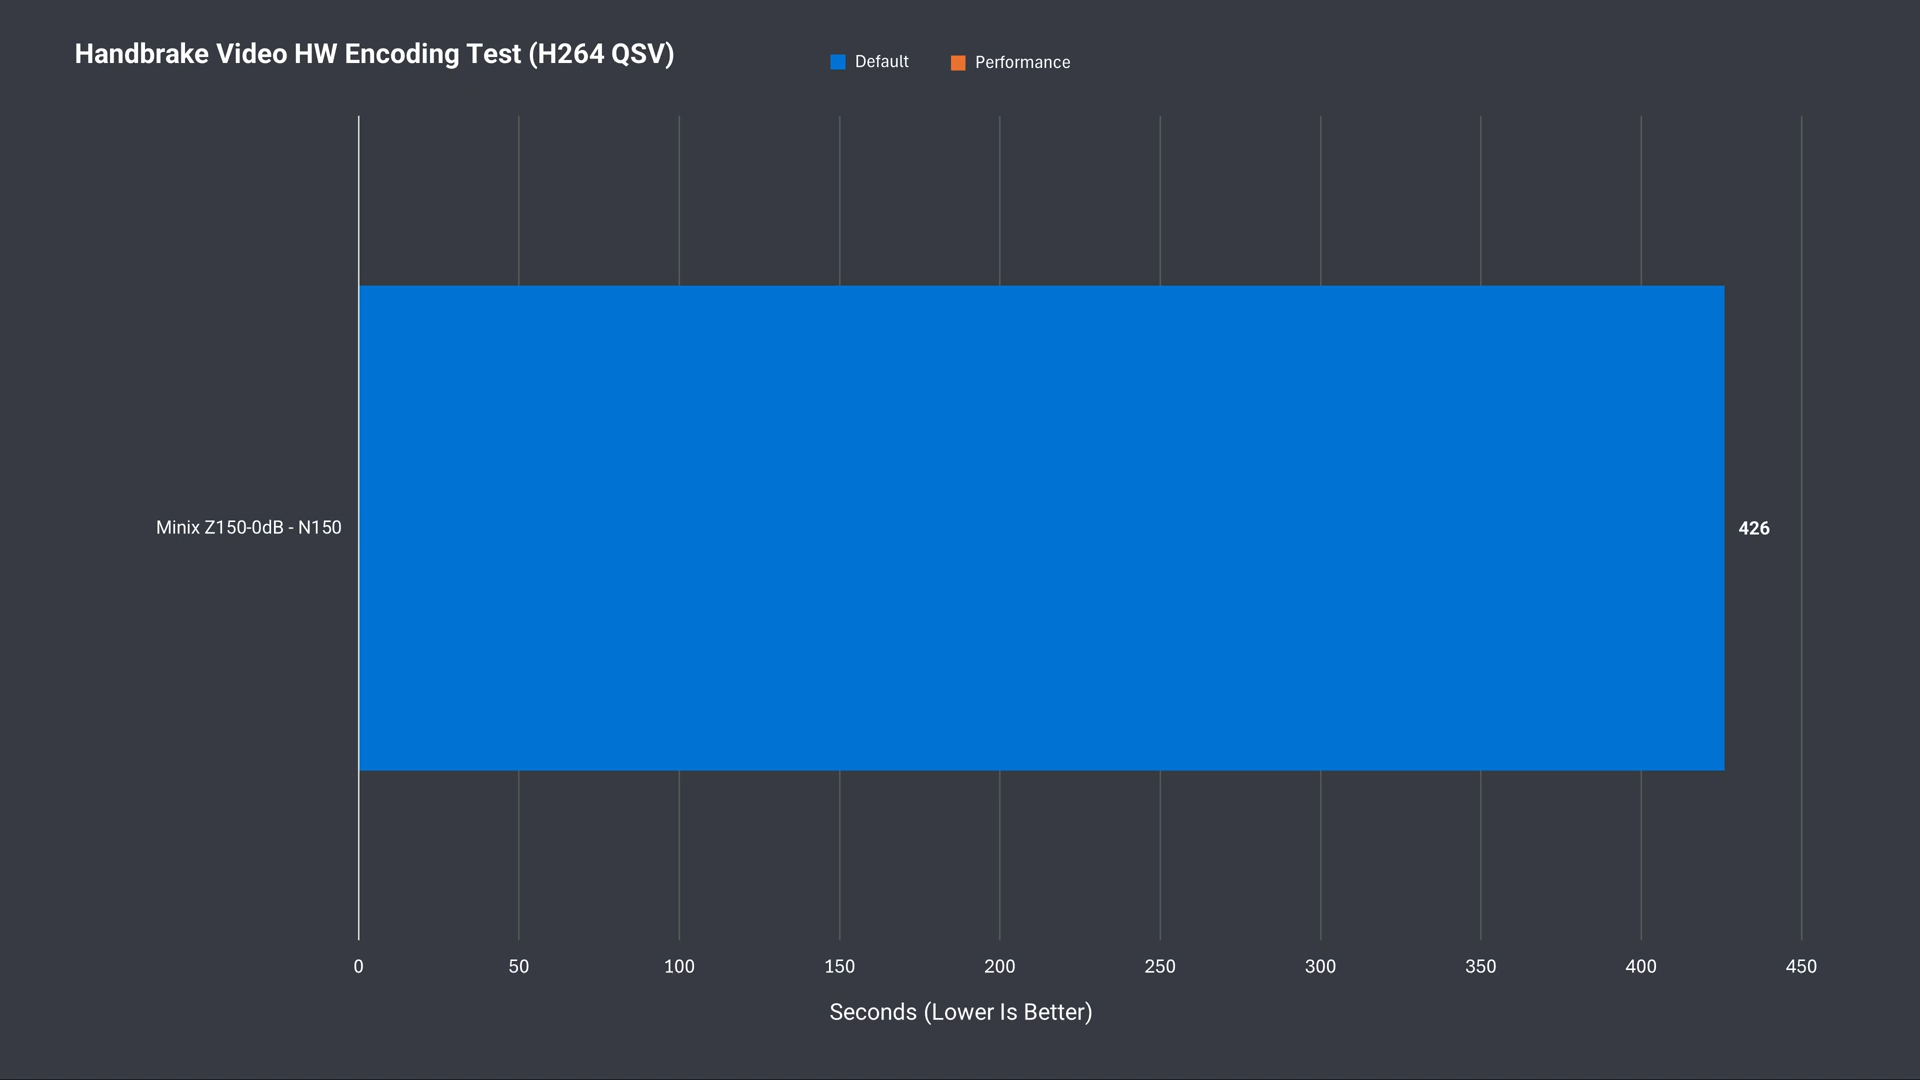 Handbrake Video HW Encoding Test (H264 QSV)
Default
Performance
Minix Z150-0dB - N150
426
0
50
100
150
200
250
300
350
400
450
Seconds (Lower Is Better)